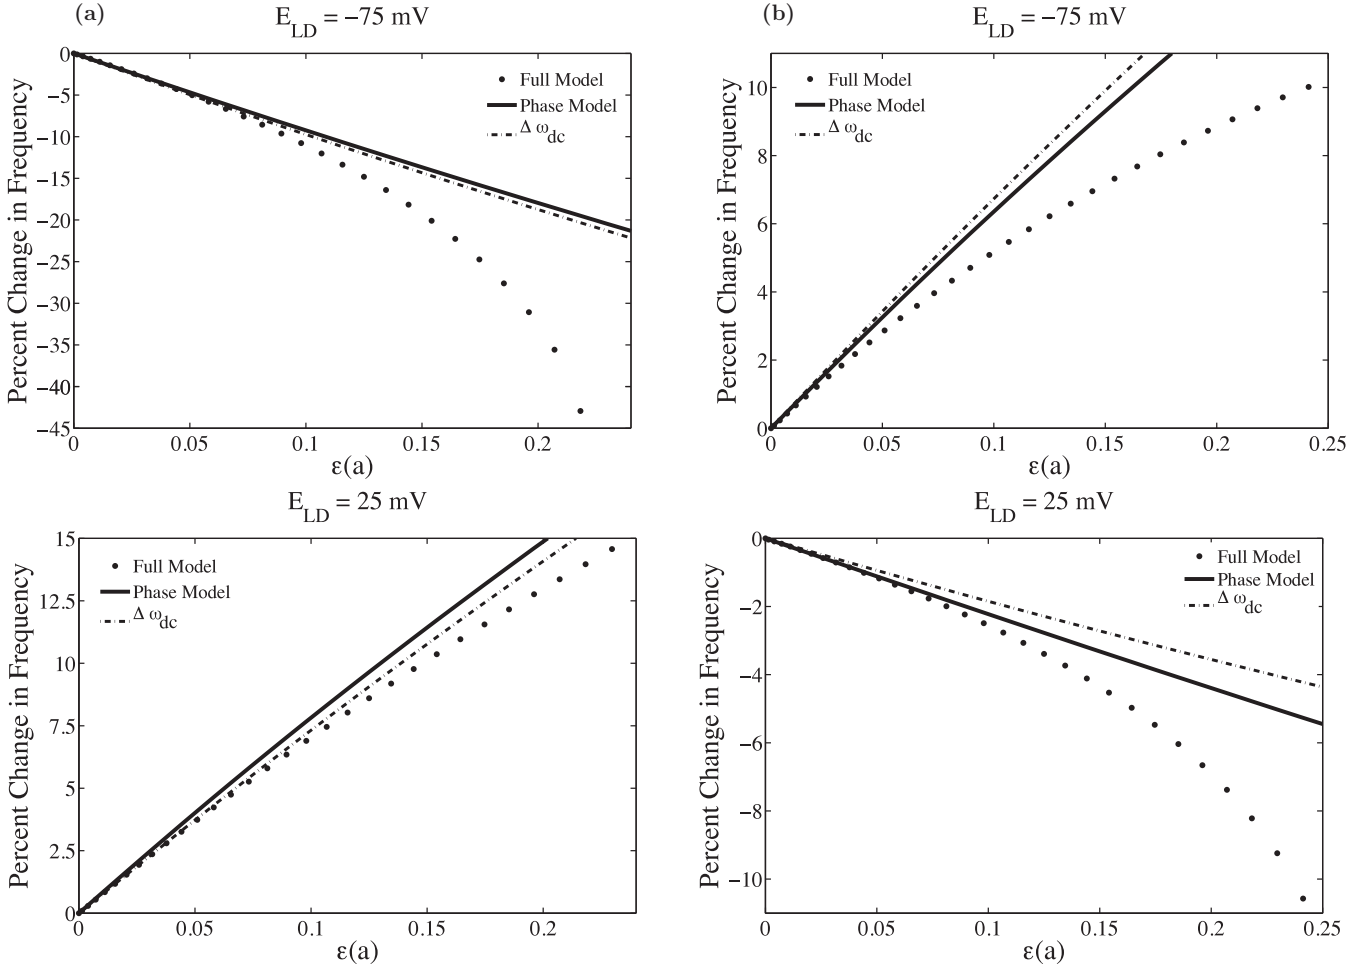 (a)
E_LD = −75 mV
Percent Change in Frequency
0
−5
−10
−15
−20
−25
−30
−35
−40
−45
Full Model
Phase Model
Δ ω_dc
0
0.05
0.1
0.15
0.2
ε(a)
(b)
E_LD = −75 mV
Percent Change in Frequency
10
8
6
4
2
0
Full Model
Phase Model
Δ ω_dc
0
0.05
0.1
0.15
0.2
0.25
ε(a)
E_LD = 25 mV
Percent Change in Frequency
15
12.5
10
7.5
5
2.5
0
Full Model
Phase Model
Δ ω_dc
0
0.05
0.1
0.15
0.2
ε(a)
E_LD = 25 mV
Percent Change in Frequency
0
−2
−4
−6
−8
−10
Full Model
Phase Model
Δ ω_dc
0
0.05
0.1
0.15
0.2
0.25
ε(a)